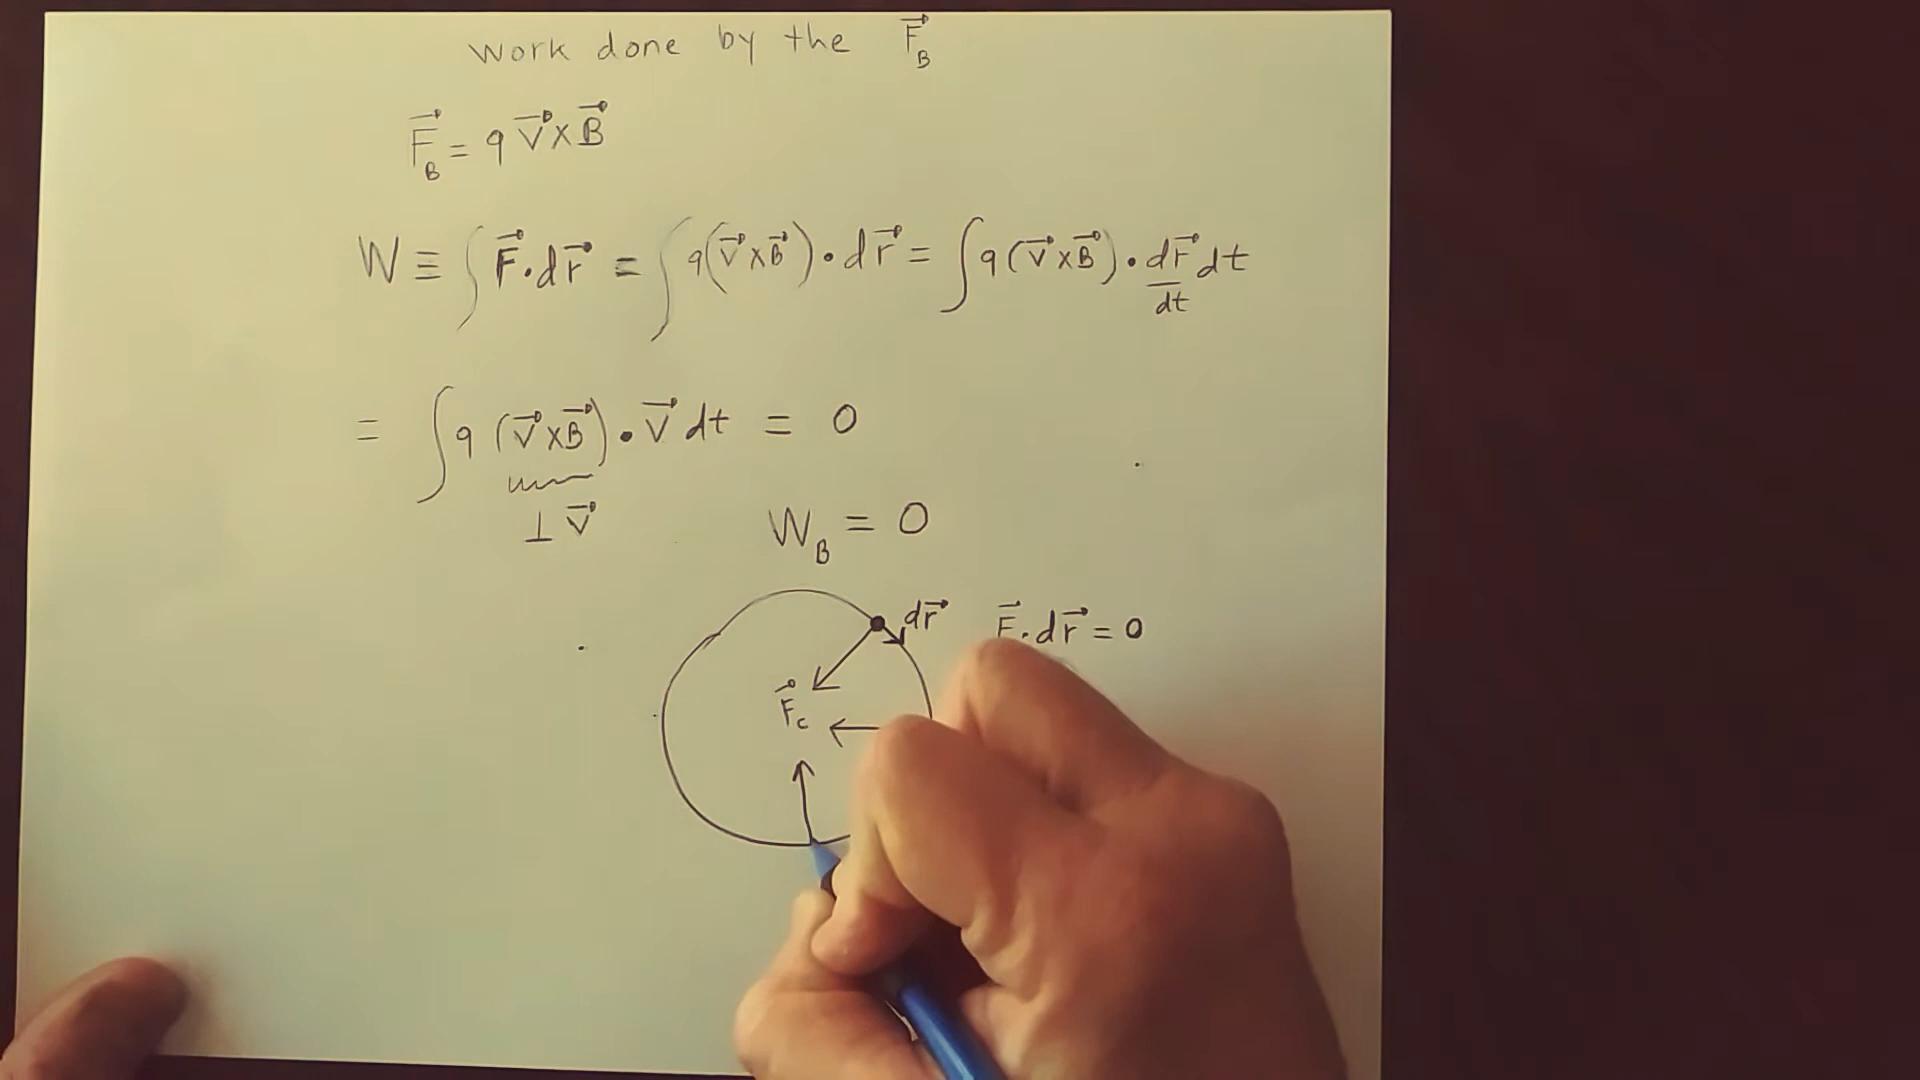 Work done by the F⃗_B
F⃗_B = q V⃗ × B⃗
W ≡ ∫ F⃗ · dr⃗ = ∫ q(V⃗ × B⃗) · dr⃗ = ∫ q(V⃗ × B⃗) · dr⃗/dt dt
= ∫ q (V⃗ × B⃗) · V⃗ dt = 0
⊥ V⃗
W_B = 0
dr⃗
F⃗ · dr⃗ = 0
F⃗_c